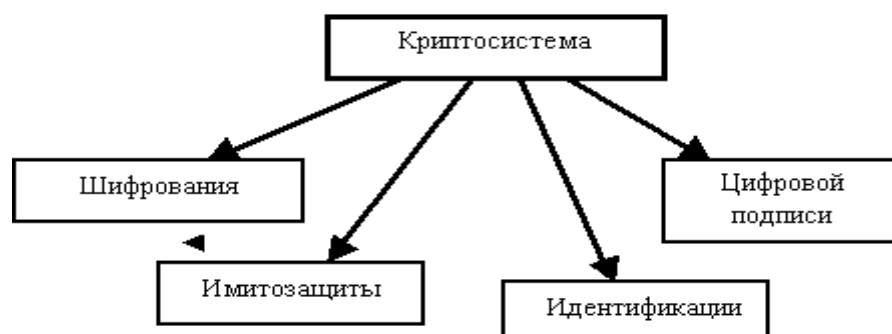 Криптосистема
Шифрования
Цифровой
подписи
Имитозащиты
Идентификации